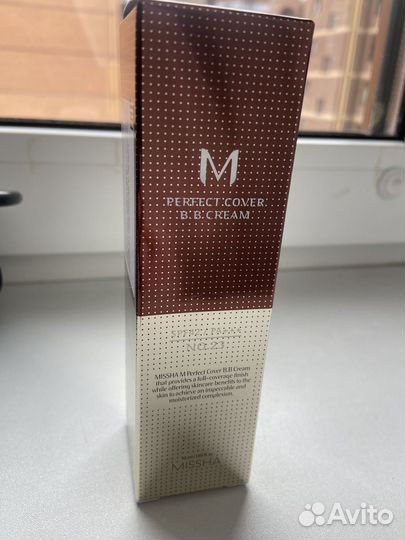 M
PERFECT COVER
B.B CREAM
NO.21
MISSHA M Perfect Cover B.B Cream
that provides a full-coverage finish
while offering skincare benefits to the
skin to achieve an impeccable and
moisturized complexion.
MISSHA
Avito